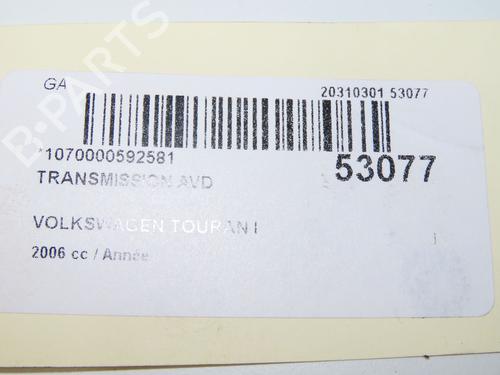 GA
20310301 53077
*1070000592581
53077
TRANSMISSION AVD
VOLKSWAGEN TOURAN I
2006 cc / Année
B-PARTS